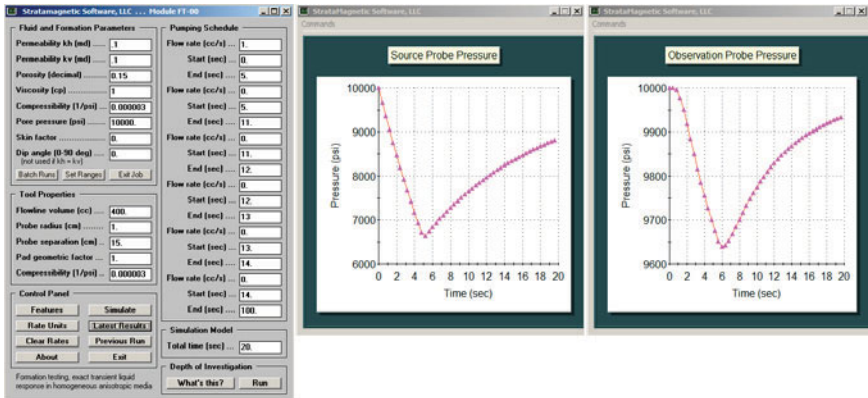 Stratamagnetic Software, LLC ... Module FT-00
Fluid and Formation Parameters
Permeability kh (md) ..... .1
Permeability kv (md) ..... .1
Porosity (decimal) .......... 0.15
Viscosity (cp) ................. 1
Compressibility (1/psi) .. 0.000003
Pore pressure (psi) ........ 10000.
Skin factor ..................... 0.
Dip angle (0-90 deg) ...... 0.
(not used if kh = kv)
Batch Runs Set Ranges Exit Job
Tool Properties
Flowline volume (cc) ...... 400.
Probe radius (cm) ........ 1.
Probe separation (cm) .. 15.
Pad geometric factor ... 1.
Compressibility (1/psi) .. 0.000003
Control Panel
Features Simulate
Rate Units Latest Results
Clear Rates Previous Run
About Exit
Formation testing, exact transient liquid
response in homogeneous anisotropic media
Pumping Schedule
Flow rate (cc/s) ... 1.
Start (sec) ... 0.
End (sec) .... 5.
Flow rate (cc/s) ... 0.
Start (sec) ... 5.
End (sec) .... 11.
Flow rate (cc/s) ... 0.
Start (sec) ... 11.
End (sec) .... 12.
Flow rate (cc/s) ... 0.
Start (sec) ... 12.
End (sec) .... 13
Flow rate (cc/s) ... 0.
Start (sec) ... 13.
End (sec) .... 14.
Flow rate (cc/s) ... 0.
Start (sec) ... 14.
End (sec) .... 100.
Simulation Model
Total time (sec) .... 20.
Depth of Investigation
What's this? Run
StrataMagnetic Software, LLC
Commands
Source Probe Pressure
Pressure (psi)
10000
9000
8000
7000
6000
0 2 4 6 8 10 12 14 16 18 20
Time (sec)
StrataMagnetic Software, LLC
Commands
Observation Probe Pressure
Pressure (psi)
10000
9900
9800
9700
9600
0 2 4 6 8 10 12 14 16 18 20
Time (sec)